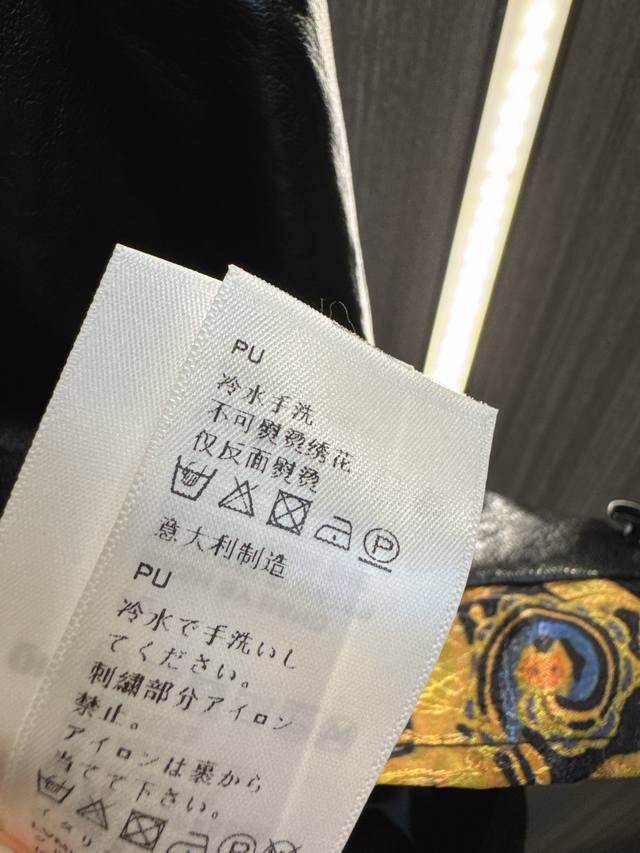 PU
冷水手洗
不可熨烫绣花
仅反面熨烫
P
意大利制造
PU
冷水で手洗いし
てください。
刺繍部分アイロン
禁止。
アイロンは裏から
当てて下さい。
P